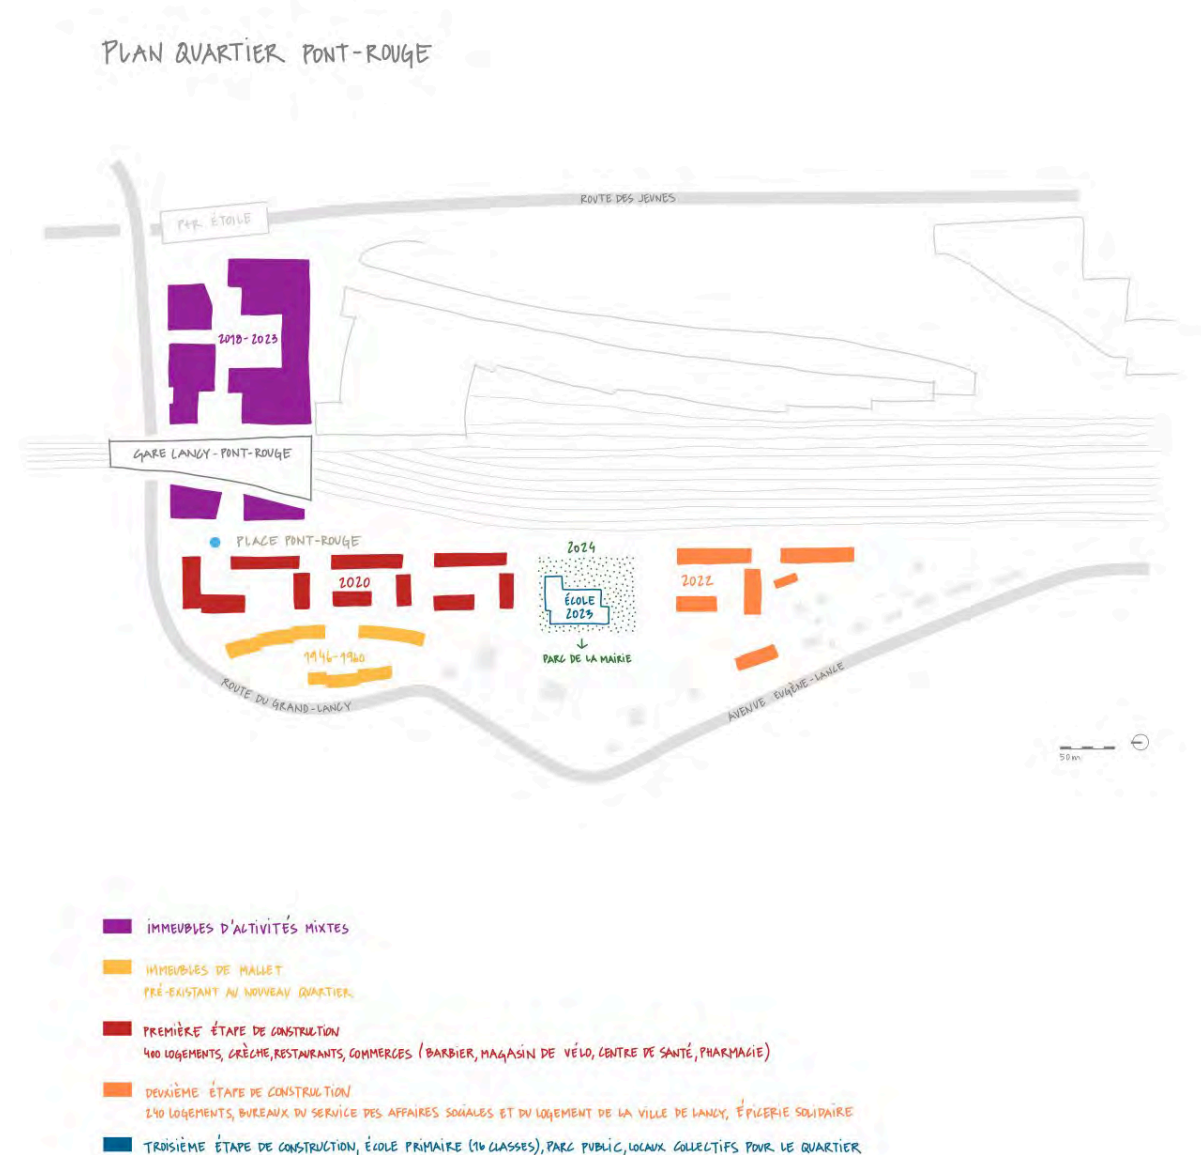 PLAN QUARTIER PONT-ROUGE
ROUTE DES JEUNES
P+R ÉTOILE
2018-2023
GARE LANCY-PONT-ROUGE
PLACE PONT-ROUGE
2024
2020
2022
ÉCOLE
2023
1946-1960
PARC DE LA MAIRIE
ROUTE DU GRAND-LANCY
AVENUE EUGÈNE-LANCE
50m
IMMEUBLES D'ACTIVITÉS MIXTES
IMMEUBLES DE MALLET
PRÉ-EXISTANT AU NOUVEAU QUARTIER
PREMIÈRE ÉTAPE DE CONSTRUCTION
400 LOGEMENTS, CRÈCHE, RESTAURANTS, COMMERCES (BARBIER, MAGASIN DE VÉLO, CENTRE DE SANTÉ, PHARMACIE)
DEUXIÈME ÉTAPE DE CONSTRUCTION
240 LOGEMENTS, BUREAUX DU SERVICE DES AFFAIRES SOCIALES ET DU LOGEMENT DE LA VILLE DE LANCY, ÉPICERIE SOLIDAIRE
TROISIÈME ÉTAPE DE CONSTRUCTION, ÉCOLE PRIMAIRE (16 CLASSES), PARC PUBLIC, LOCAUX COLLECTIFS POUR LE QUARTIER